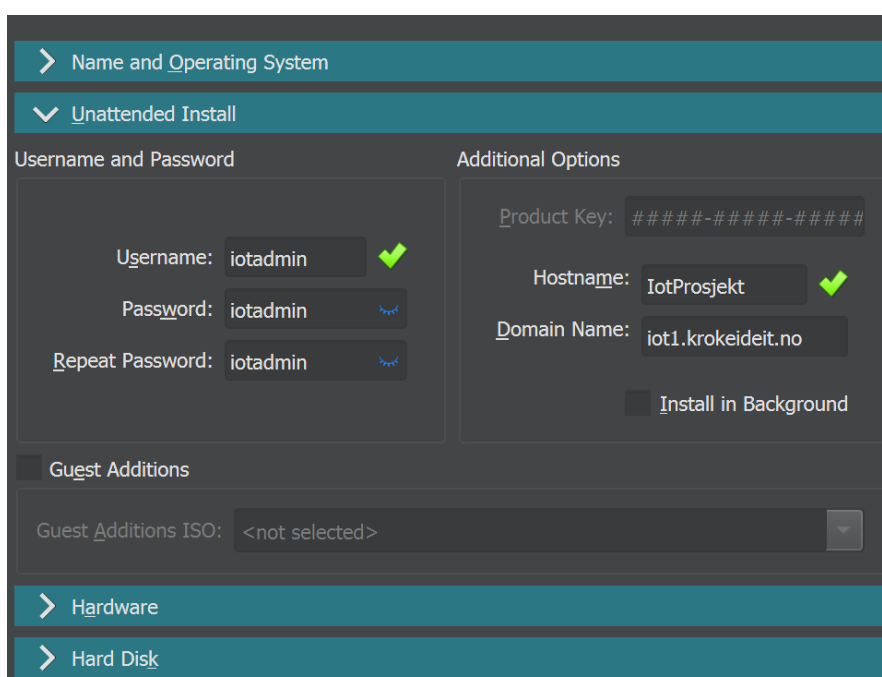 Name and Operating System
Unattended Install
Username and Password
Username: iotadmin
Password: iotadmin
Repeat Password: iotadmin
Additional Options
Product Key: #####-#####-#####
Hostname: IotProsjekt
Domain Name: iot1.krokeideit.no
Install in Background
Guest Additions
Guest Additions ISO: <not selected>
Hardware
Hard Disk